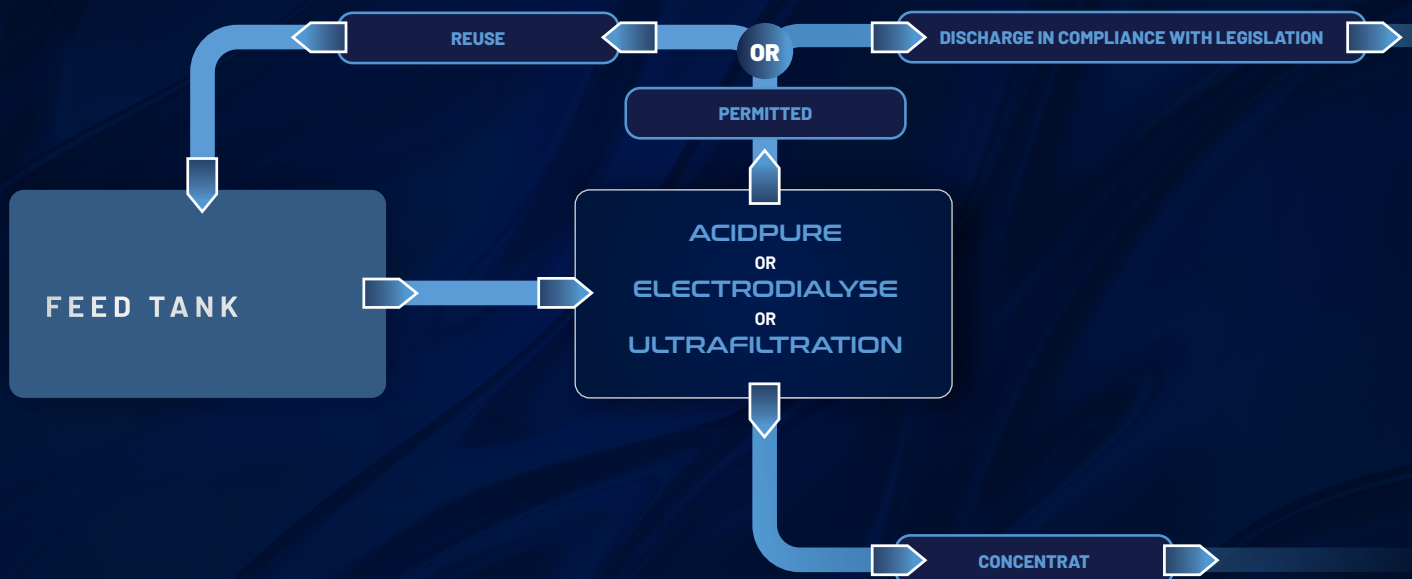 REUSE
OR
DISCHARGE IN COMPLIANCE WITH LEGISLATION
PERMITTED
FEED TANK
ACIDPURE
OR
ELECTRODIALYSE
OR
ULTRAFILTRATION
CONCENTRAT